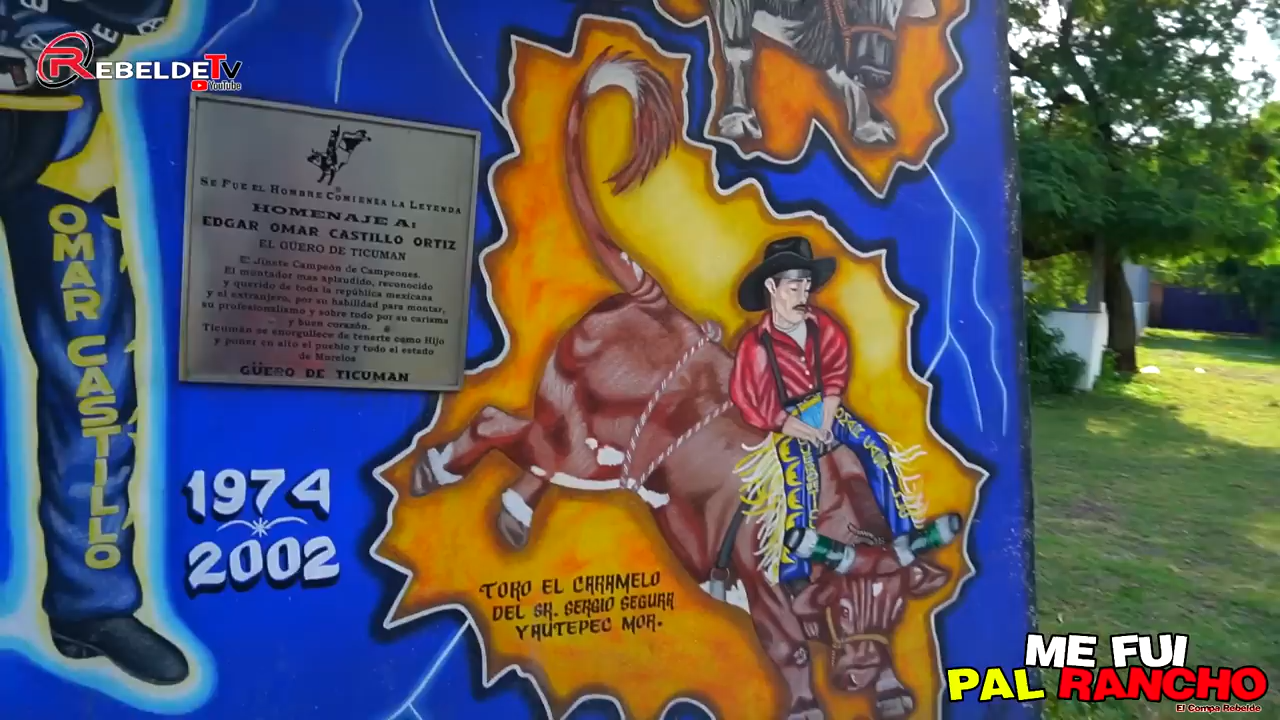 REBELDETV
YouTube
SE FUE EL HOMBRE COMIENZA LA LEYENDA
HOMENAJE A:
EDGAR OMAR CASTILLO ORTIZ
EL GÜERO DE TICUMAN
El Jinete Campeón de Campeones.
El montador mas aplaudido, reconocido
y querido de toda la república mexicana
y el extranjero, por su habilidad para montar,
su profesionalismo y sobre todo por su carisma
y buen corazón.
Ticumán se enorgullece de tenerte como Hijo
y poner en alto el pueblo y todo el estado
de Morelos
GÜERO DE TICUMAN
OMAR CASTILLO
1974
2002
TORO EL CARAMELO
DEL SR. SERGIO SEGURA
YAUTEPEC MOR.
ME FUI
PAL RANCHO
El Compa Rebelde